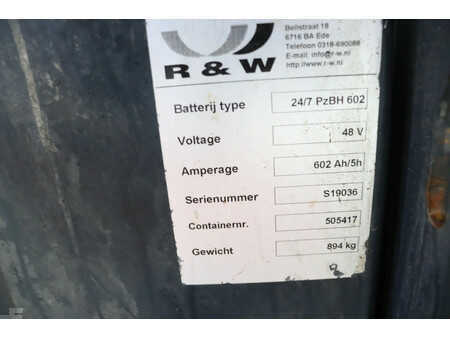 Beilstraat 18
6716 BA Ede
Telefoon 0318-690088
E-mail: info@r-w.nl
http://www.r-w.nl
R & W
Batterij type 24/7 PzBH 602
Voltage 48 V
Amperage 602 Ah/5h
Serienummer S19036
Containernr. 505417
Gewicht 894 kg